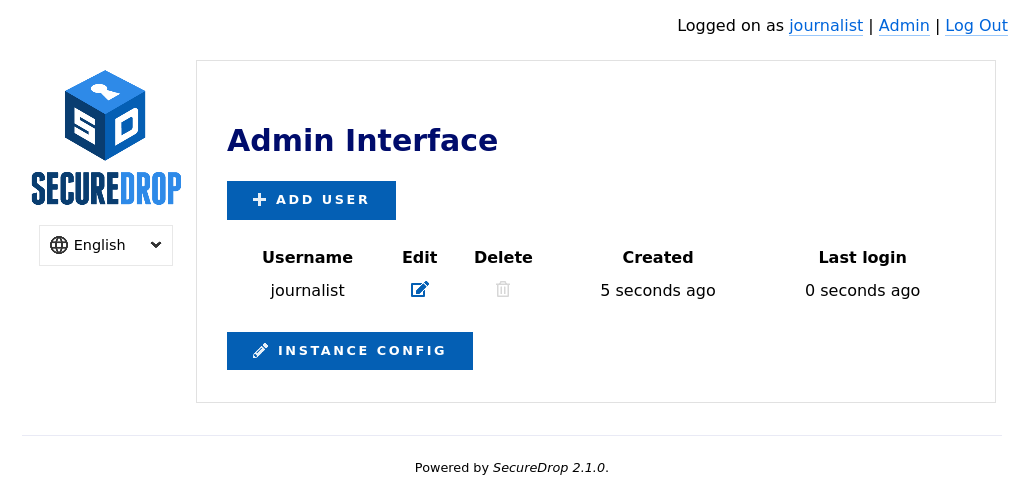 Logged on as journalist | Admin | Log Out
SD
SECUREDROP
English
Admin Interface
ADD USER
Username Edit Delete Created Last login
journalist 5 seconds ago 0 seconds ago
INSTANCE CONFIG
Powered by SecureDrop 2.1.0.